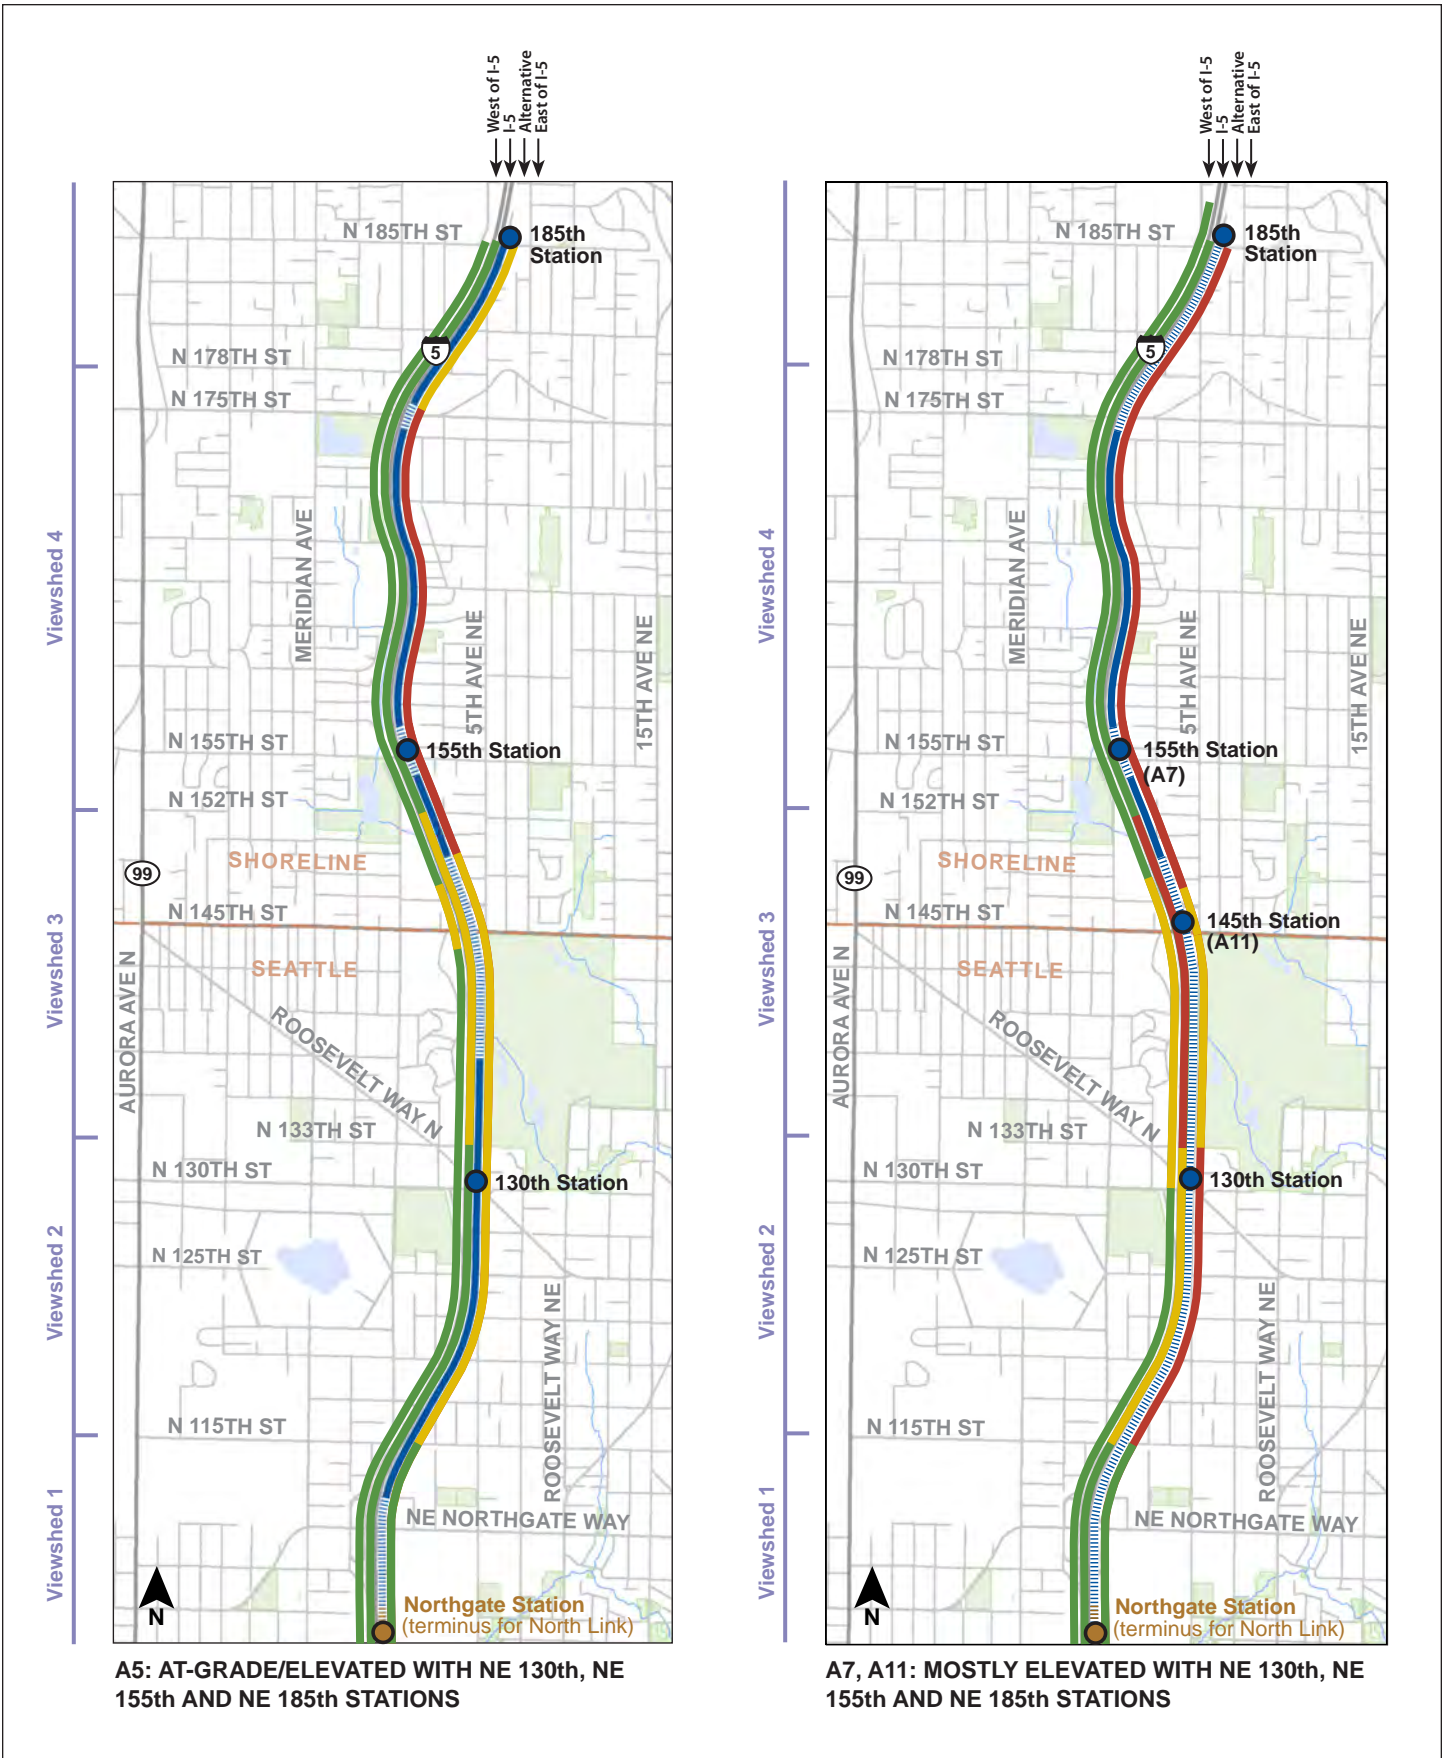 West of I-5
I-5
Alternative
East of I-5
N 185TH ST
185th
Station
5
N 178TH ST
N 175TH ST
Viewshed 4
MERIDIAN AVE
5TH AVE NE
15TH AVE NE
N 155TH ST
155th Station
N 152TH ST
SHORELINE
99
N 145TH ST
Viewshed 3
SEATTLE
AURORA AVE N
ROOSEVELT WAY N
N 133TH ST
N 130TH ST
130th Station
Viewshed 2
N 125TH ST
ROOSEVELT WAY NE
N 115TH ST
Viewshed 1
NE NORTHGATE WAY
N
Northgate Station
(terminus for North Link)
A5: AT-GRADE/ELEVATED WITH NE 130th, NE
155th AND NE 185th STATIONS
West of I-5
I-5
Alternative
East of I-5
N 185TH ST
185th
Station
5
N 178TH ST
N 175TH ST
Viewshed 4
MERIDIAN AVE
5TH AVE NE
15TH AVE NE
N 155TH ST
155th Station
(A7)
N 152TH ST
SHORELINE
99
N 145TH ST
145th Station
(A11)
Viewshed 3
SEATTLE
AURORA AVE N
ROOSEVELT WAY N
N 133TH ST
N 130TH ST
130th Station
Viewshed 2
N 125TH ST
ROOSEVELT WAY NE
N 115TH ST
Viewshed 1
NE NORTHGATE WAY
N
Northgate Station
(terminus for North Link)
A7, A11: MOSTLY ELEVATED WITH NE 130th, NE
155th AND NE 185th STATIONS